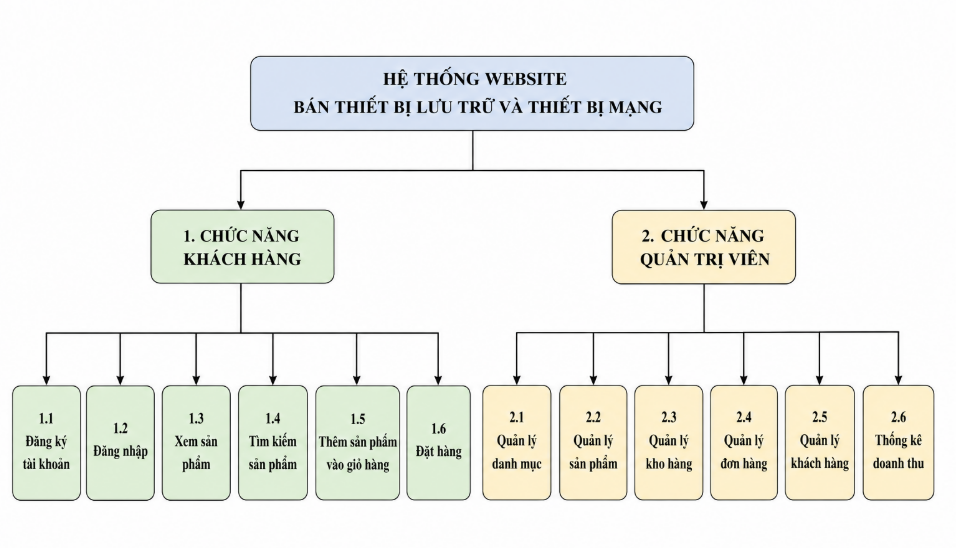 HỆ THỐNG WEBSITE
BÁN THIẾT BỊ LƯU TRỮ VÀ THIẾT BỊ MẠNG
1. CHỨC NĂNG
KHÁCH HÀNG
2. CHỨC NĂNG
QUẢN TRỊ VIÊN
1.1
Đăng ký
tài khoản
1.2
Đăng nhập
1.3
Xem sản
phẩm
1.4
Tìm kiếm
sản phẩm
1.5
Thêm sản phẩm
vào giỏ hàng
1.6
Đặt hàng
2.1
Quản lý
danh mục
2.2
Quản lý
sản phẩm
2.3
Quản lý
kho hàng
2.4
Quản lý
đơn hàng
2.5
Quản lý
khách hàng
2.6
Thống kê
doanh thu